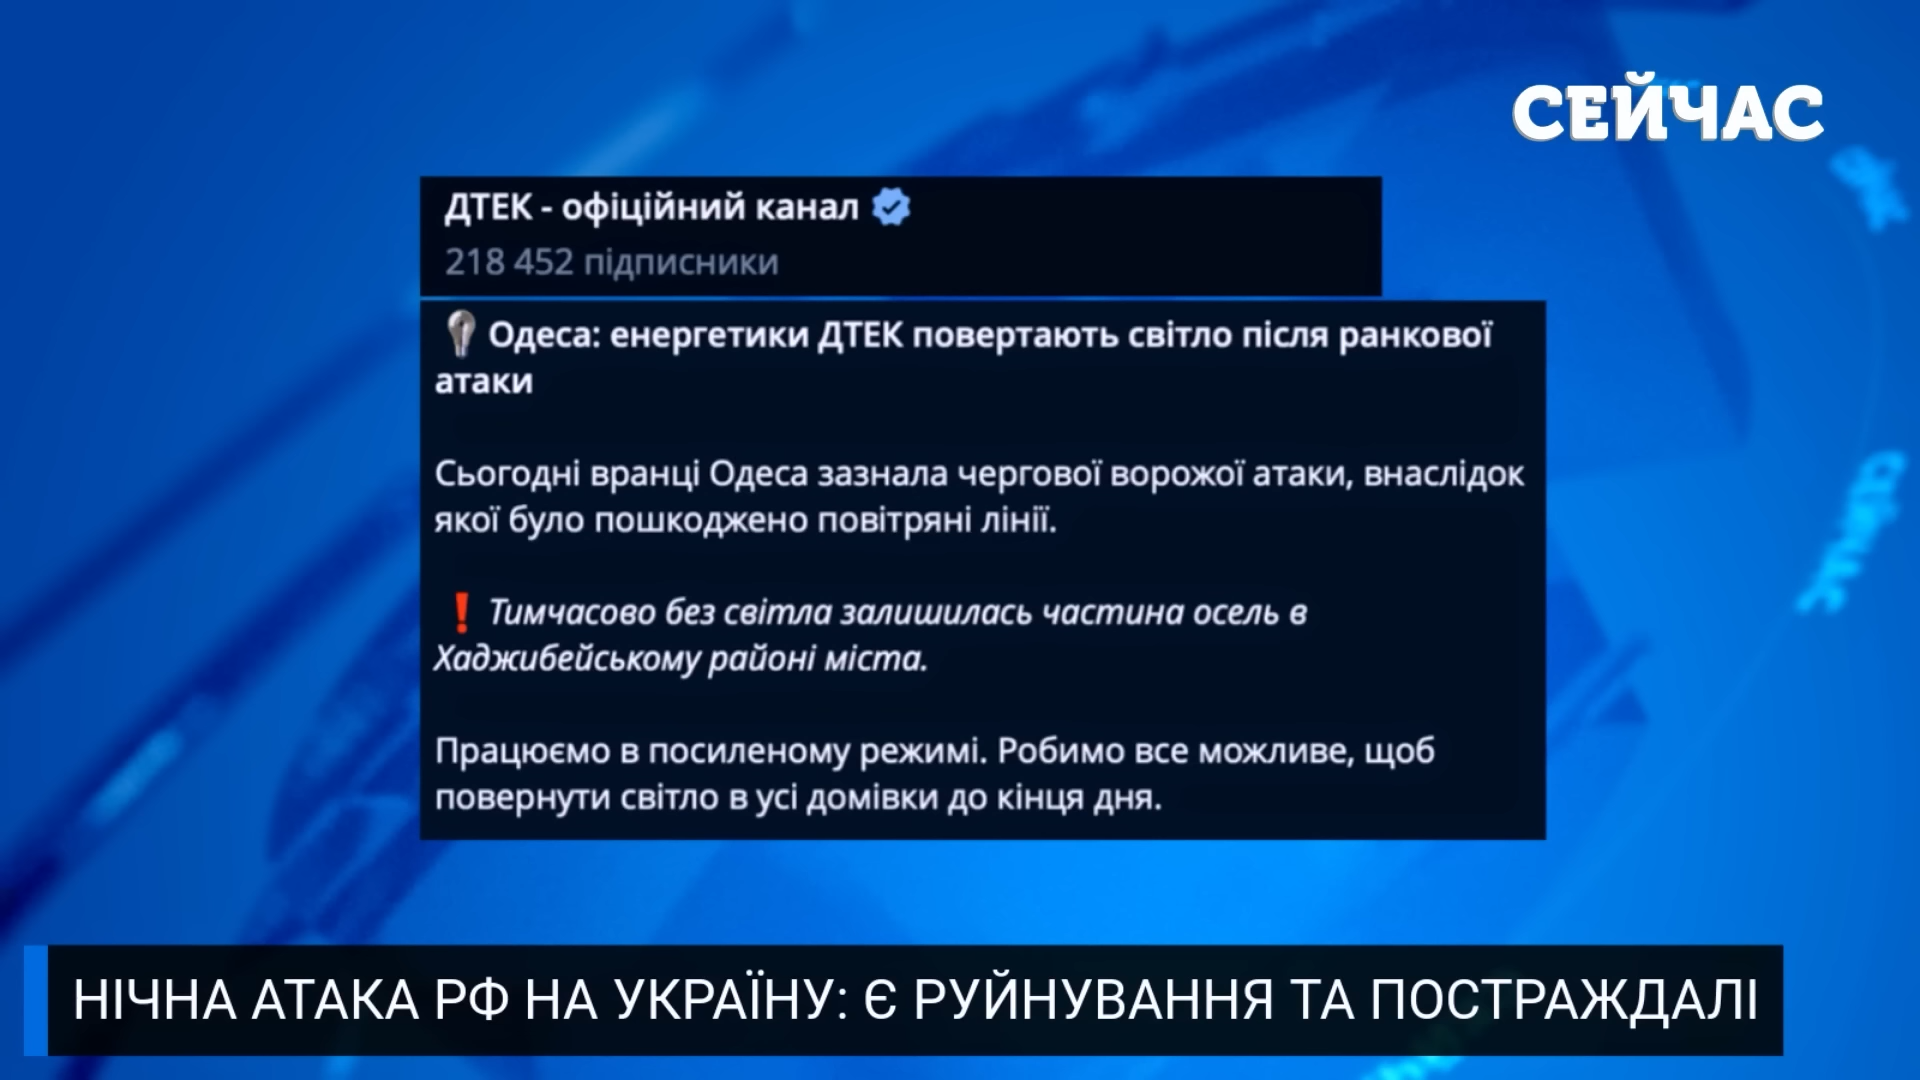 СЕЙЧАС
ДТЕК - офіційний канал
218 452 підписники
Одеса: енергетики ДТЕК повертають світло після ранкової
атаки
Сьогодні вранці Одеса зазнала чергової ворожої атаки, внаслідок
якої було пошкоджено повітряні лінії.
❗ Тимчасово без світла залишилась частина осель в
Хаджибейському районі міста.
Працюємо в посиленому режимі. Робимо все можливе, щоб
повернути світло в усі домівки до кінця дня.
НІЧНА АТАКА РФ НА УКРАЇНУ: Є РУЙНУВАННЯ ТА ПОСТРАЖДАЛІ